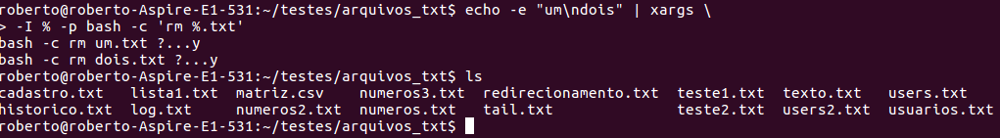 roberto@roberto-Aspire-E1-531:~/testes/arquivos_txt$ echo -e "um\ndois" | xargs \
> -I % -p bash -c 'rm %.txt'
bash -c rm um.txt ?...y
bash -c rm dois.txt ?...y
roberto@roberto-Aspire-E1-531:~/testes/arquivos_txt$ ls
cadastro.txt lista1.txt matriz.csv numeros3.txt redirecionamento.txt teste1.txt texto.txt users.txt
historico.txt log.txt numeros2.txt numeros.txt tail.txt teste2.txt users2.txt usuarios.txt
roberto@roberto-Aspire-E1-531:~/testes/arquivos_txt$